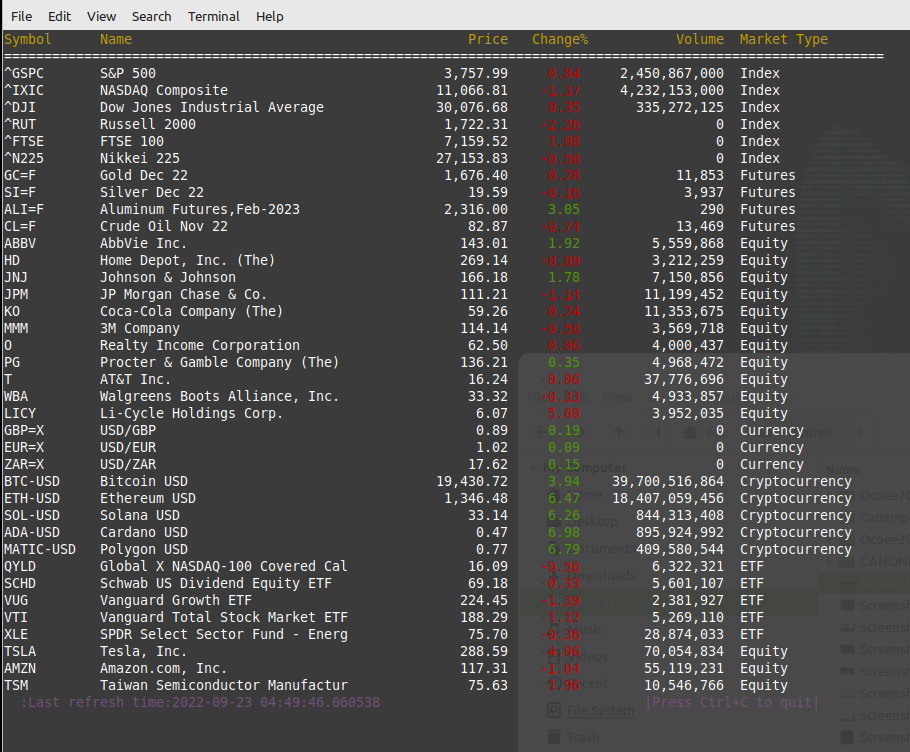 File Edit View Search Terminal Help
Symbol Name Price Change% Volume Market Type
==============================================================================================================
^GSPC S&P 500 3,757.99 -0.84 2,450,867,000 Index
^IXIC NASDAQ Composite 11,066.81 -1.37 4,232,153,000 Index
^DJI Dow Jones Industrial Average 30,076.68 -0.35 335,272,125 Index
^RUT Russell 2000 1,722.31 -2.26 0 Index
^FTSE FTSE 100 7,159.52 -1.08 0 Index
^N225 Nikkei 225 27,153.83 -0.58 0 Index
GC=F Gold Dec 22 1,676.40 -0.28 11,853 Futures
SI=F Silver Dec 22 19.59 -0.16 3,937 Futures
ALI=F Aluminum Futures,Feb-2023 2,316.00 3.05 290 Futures
CL=F Crude Oil Nov 22 82.87 -0.74 13,469 Futures
ABBV AbbVie Inc. 143.01 1.92 5,559,868 Equity
HD Home Depot, Inc. (The) 269.14 -0.89 3,212,259 Equity
JNJ Johnson & Johnson 166.18 1.78 7,150,856 Equity
JPM JP Morgan Chase & Co. 111.21 -1.14 11,199,452 Equity
KO Coca-Cola Company (The) 59.26 -0.24 11,353,675 Equity
MMM 3M Company 114.14 -0.58 3,569,718 Equity
O Realty Income Corporation 62.50 -0.06 4,000,437 Equity
PG Procter & Gamble Company (The) 136.21 0.35 4,968,472 Equity
T AT&T Inc. 16.24 -0.06 37,776,696 Equity
WBA Walgreens Boots Alliance, Inc. 33.32 -0.33 4,933,857 Equity
LICY Li-Cycle Holdings Corp. 6.07 -5.60 3,952,035 Equity
GBP=X USD/GBP 0.89 0.19 0 Currency
EUR=X USD/EUR 1.02 0.09 0 Currency
ZAR=X USD/ZAR 17.62 0.15 0 Currency
BTC-USD Bitcoin USD 19,430.72 3.94 39,700,516,864 Cryptocurrency
ETH-USD Ethereum USD 1,346.48 6.47 18,407,059,456 Cryptocurrency
SOL-USD Solana USD 33.14 6.26 844,313,408 Cryptocurrency
ADA-USD Cardano USD 0.47 6.98 895,924,992 Cryptocurrency
MATIC-USD Polygon USD 0.77 6.79 409,580,544 Cryptocurrency
QYLD Global X NASDAQ-100 Covered Cal 16.09 -0.56 6,322,321 ETF
SCHD Schwab US Dividend Equity ETF 69.18 -0.33 5,601,107 ETF
VUG Vanguard Growth ETF 224.45 -1.39 2,381,927 ETF
VTI Vanguard Total Stock Market ETF 188.29 -1.12 5,269,110 ETF
XLE SPDR Select Sector Fund - Energ 75.70 -0.36 28,874,033 ETF
TSLA Tesla, Inc. 288.59 -4.06 70,054,834 Equity
AMZN Amazon.com, Inc. 117.31 -1.04 55,119,231 Equity
TSM Taiwan Semiconductor Manufactur 75.63 -1.96 10,546,766 Equity
:Last refresh time:2022-09-23 04:49:46.060538 |Press Ctrl+C to quit|
File System
Trash